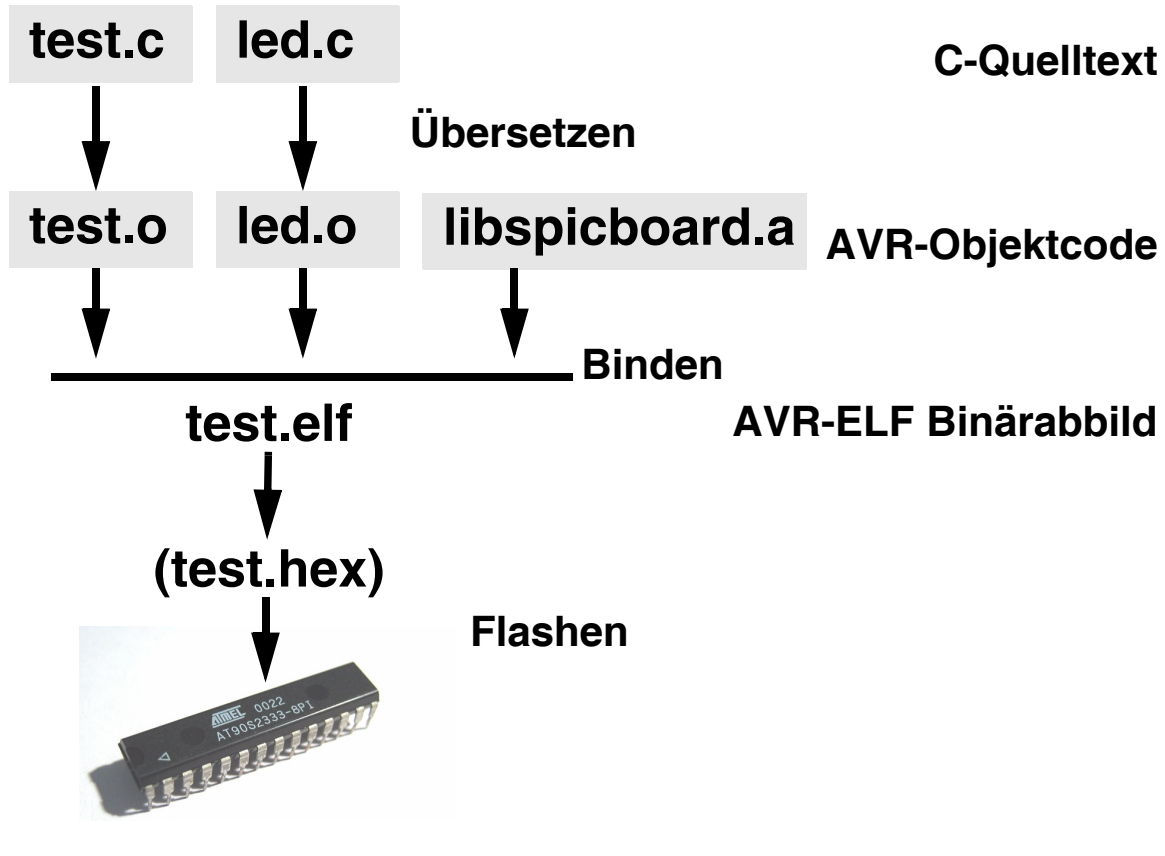 test.c led.c
C-Quelltext
Übersetzen
test.o led.o libspicboard.a
AVR-Objektcode
Binden
test.elf
AVR-ELF Binärabbild
(test.hex)
Flashen
ATMEL 0022
AT90S2333-8PI